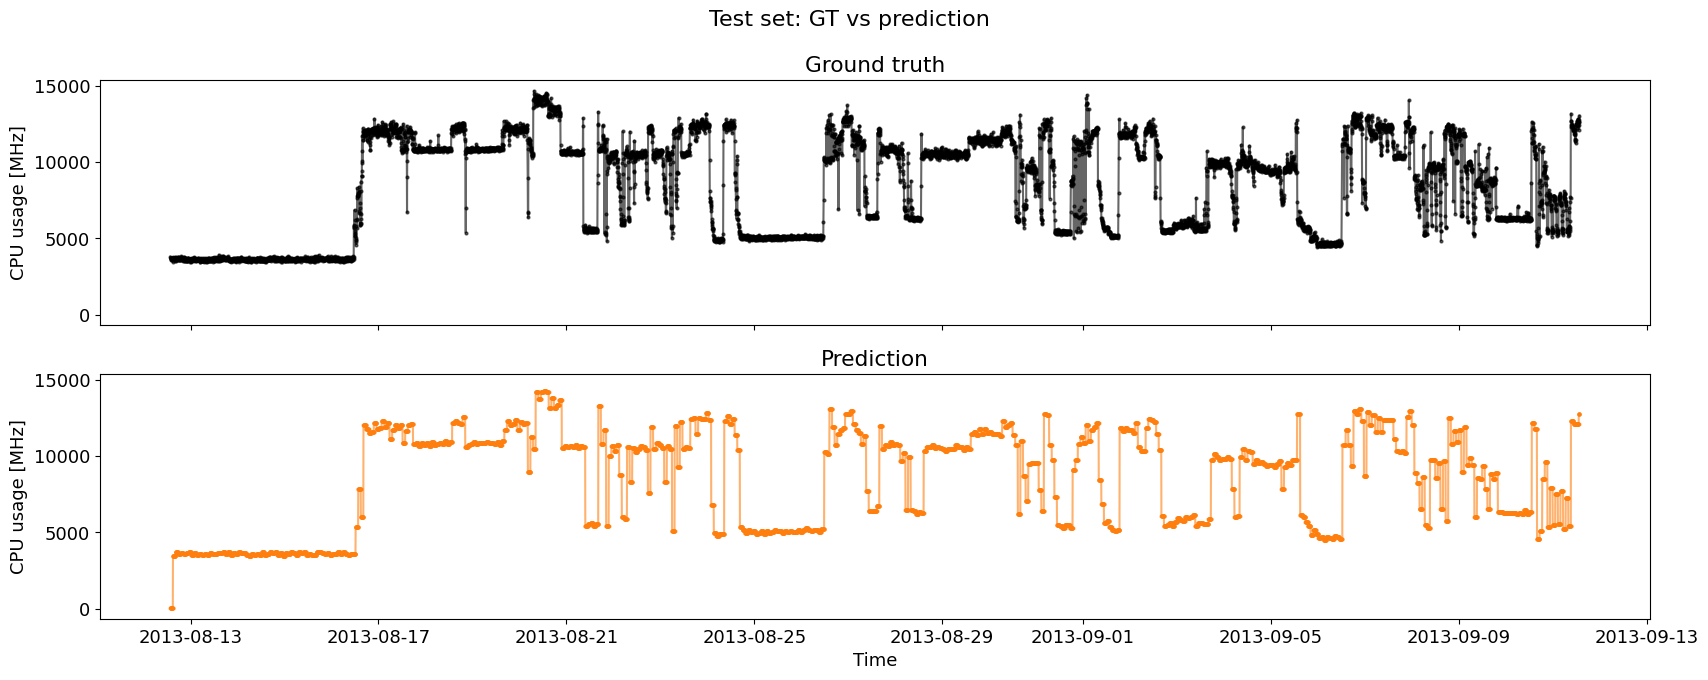 Test set: GT vs prediction
Ground truth
CPU usage [MHz]
15000
10000
5000
0
Prediction
CPU usage [MHz]
15000
10000
5000
0
2013-08-13 2013-08-17 2013-08-21 2013-08-25 2013-08-29 2013-09-01 2013-09-05 2013-09-09 2013-09-13
Time